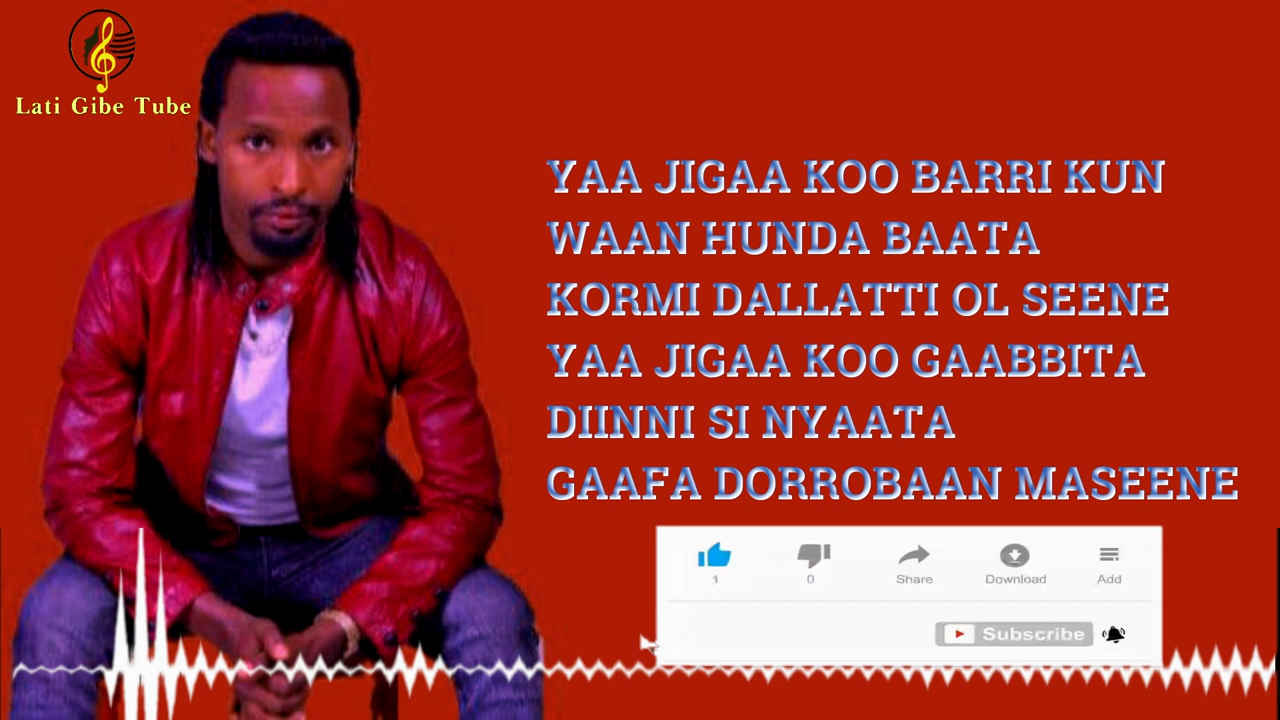 Lati Gibe Tube
YAA JIGAA KOO BARRI KUN
WAAN HUNDA BAATA
KORMI DALLATTI OL SEENE
YAA JIGAA KOO GAABBITA
DIINNI SI NYAATA
GAAFA DORROBAAN MASEENE
1
0
Share
Download
Add
Subscribe